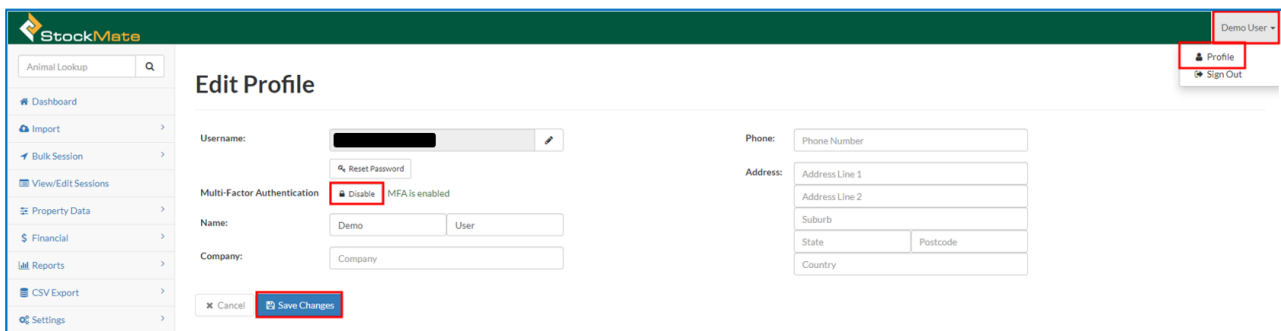 StockMate
Demo User
Profile
Sign Out
Animal Lookup
Dashboard
Import
Bulk Session
View/Edit Sessions
Property Data
$ Financial
Reports
CSV Export
Settings
Edit Profile
Username:
Reset Password
Multi-Factor Authentication Disable MFA is enabled
Name: Demo User
Company: Company
Cancel Save Changes
Phone: Phone Number
Address: Address Line 1
Address Line 2
Suburb
State Postcode
Country